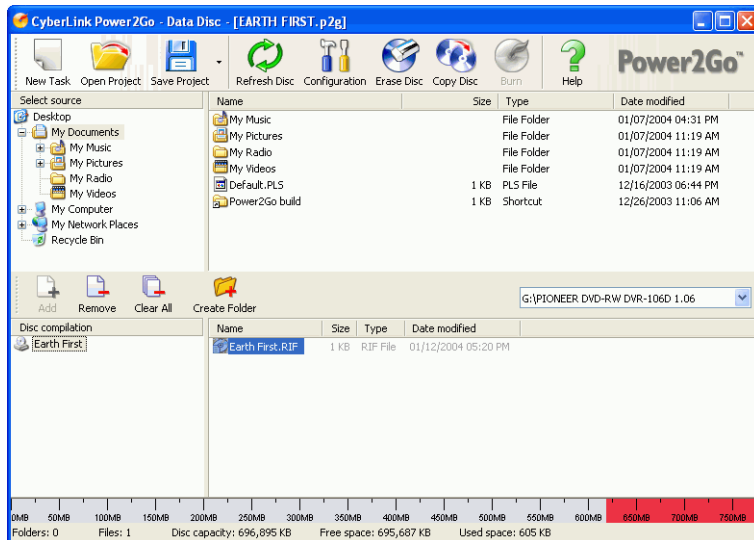 CyberLink Power2Go - Data Disc - [EARTH FIRST.p2g]
New Task Open Project Save Project Refresh Disc Configuration Erase Disc Copy Disc Burn Help Power2Go™
Select source
Desktop
My Documents
My Music
My Pictures
My Radio
My Videos
My Computer
My Network Places
Recycle Bin
Name Size Type Date modified
My Music File Folder 01/07/2004 04:31 PM
My Pictures File Folder 01/07/2004 11:19 AM
My Radio File Folder 01/07/2004 11:19 AM
My Videos File Folder 01/07/2004 11:19 AM
Default.PLS 1 KB PLS File 12/16/2003 06:44 PM
Power2Go build 1 KB Shortcut 12/26/2003 11:06 AM
Add Remove Clear All Create Folder
G:\PIONEER DVD-RW DVR-106D 1.06
Disc compilation
Earth First
Name Size Type Date modified
Earth First.RIF 1 KB RIF File 01/12/2004 05:20 PM
0MB 50MB 100MB 150MB 200MB 250MB 300MB 350MB 400MB 450MB 500MB 550MB 600MB 650MB 700MB 750MB
Folders: 0 Files: 1 Disc capacity: 696,895 KB Free space: 695,687 KB Used space: 605 KB